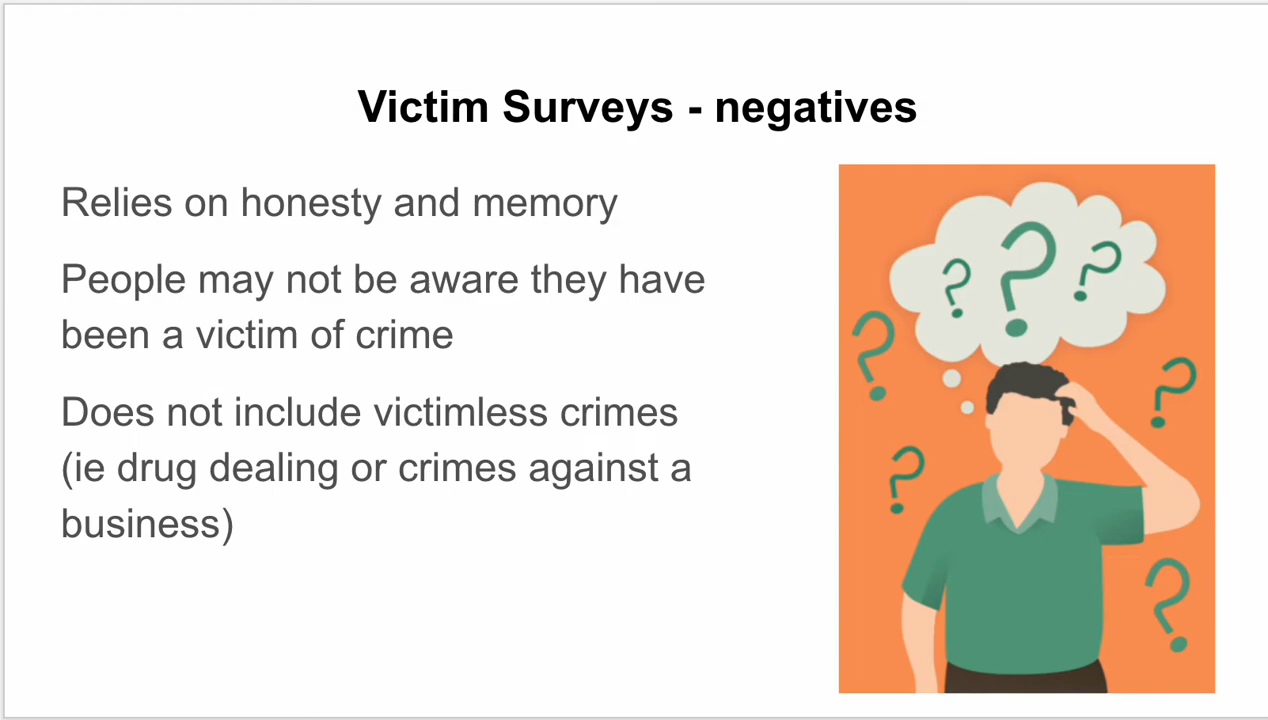 Victim Surveys - negatives
Relies on honesty and memory
People may not be aware they have
been a victim of crime
Does not include victimless crimes
(ie drug dealing or crimes against a
business)